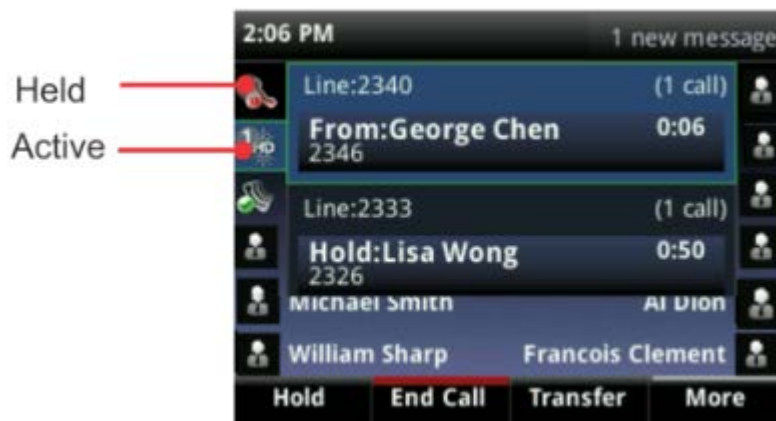 2:06 PM 1 new message
Held
Line:2340 (1 call)
From:George Chen 0:06
2346
Active
1 HD
Line:2333 (1 call)
Hold:Lisa Wong 0:50
2326
Michael Smith Al Dion
William Sharp Francois Clement
Hold End Call Transfer More